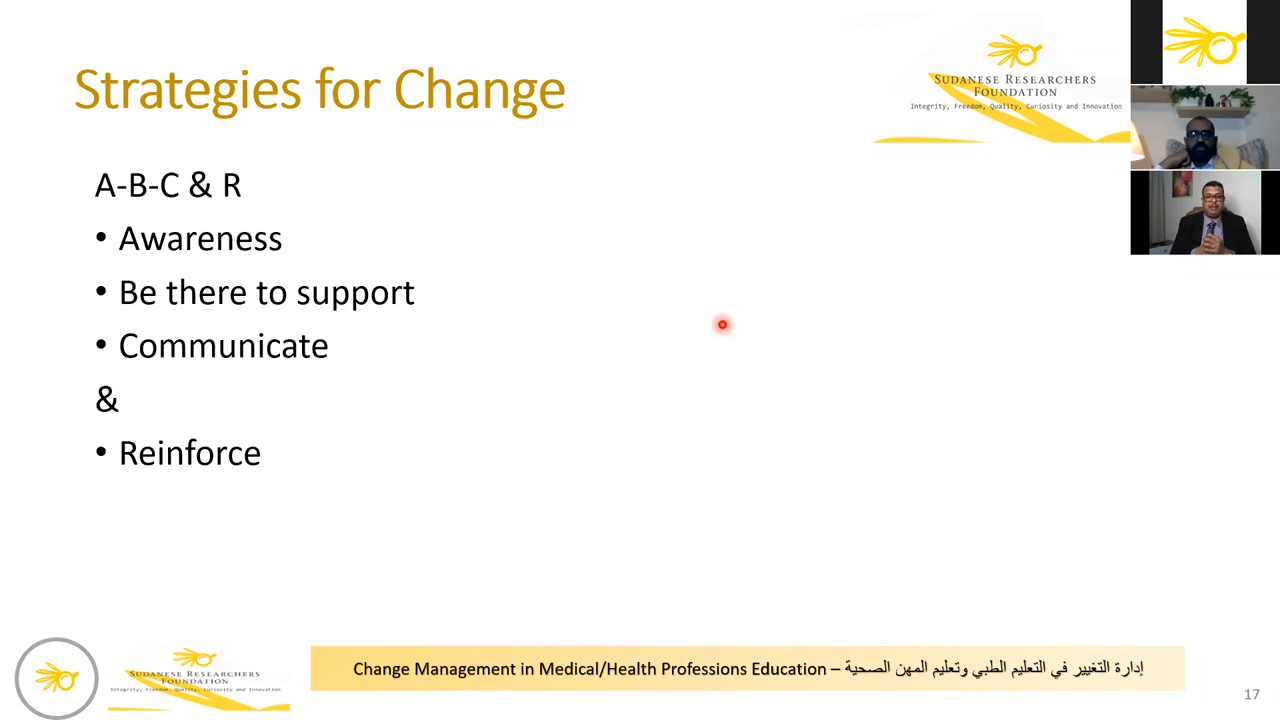 Strategies for Change
SUDANESE RESEARCHERS
FOUNDATION
Integrity, Freedom, Quality, Curiosity and Innovation
A-B-C & R
• Awareness
• Be there to support
• Communicate
&
• Reinforce
SUDANESE RESEARCHERS
FOUNDATION
Integrity, Freedom, Quality, Curiosity and Innovation
Change Management in Medical/Health Professions Education – إدارة التغيير في التعليم الطبي وتعليم المهن الصحية
17